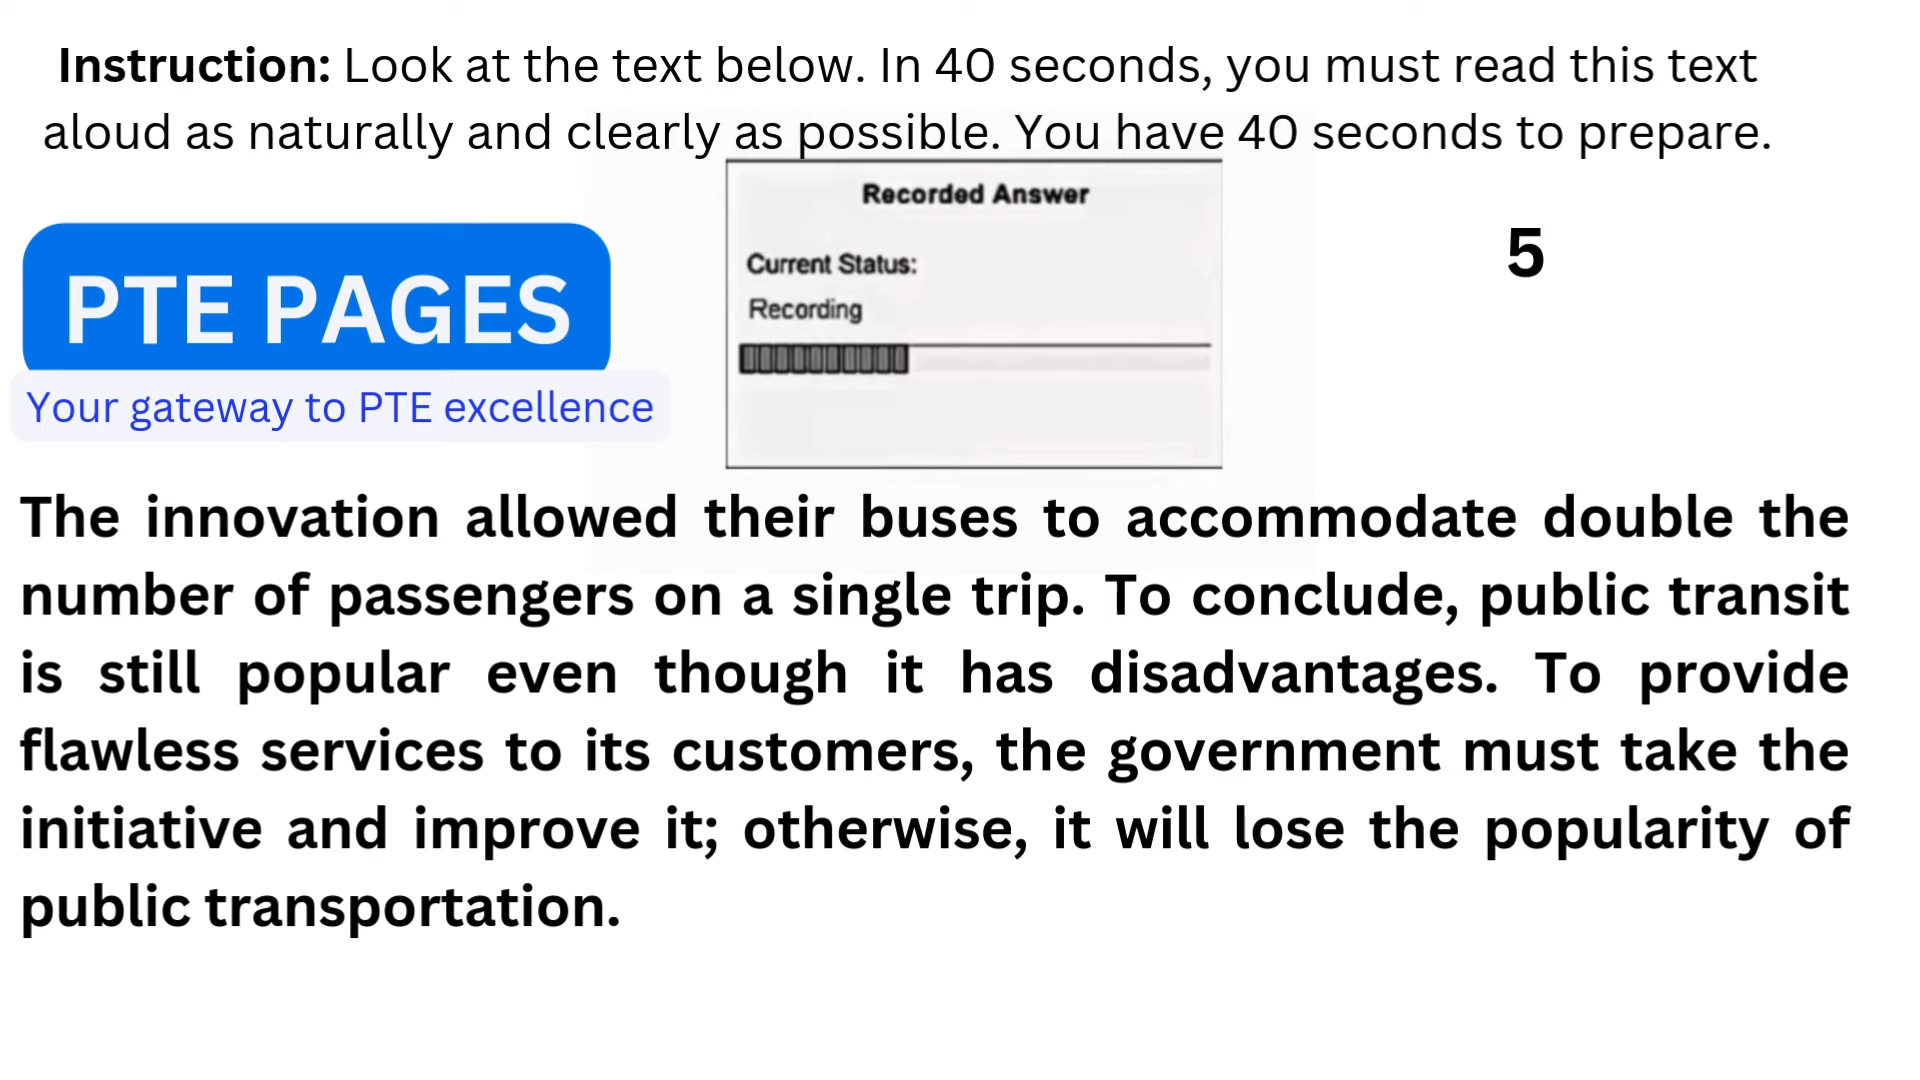 Instruction: Look at the text below. In 40 seconds, you must read this text
aloud as naturally and clearly as possible. You have 40 seconds to prepare.
Recorded Answer
Current Status:
Recording
5
PTE PAGES
Your gateway to PTE excellence
The innovation allowed their buses to accommodate double the
number of passengers on a single trip. To conclude, public transit
is still popular even though it has disadvantages. To provide
flawless services to its customers, the government must take the
initiative and improve it; otherwise, it will lose the popularity of
public transportation.